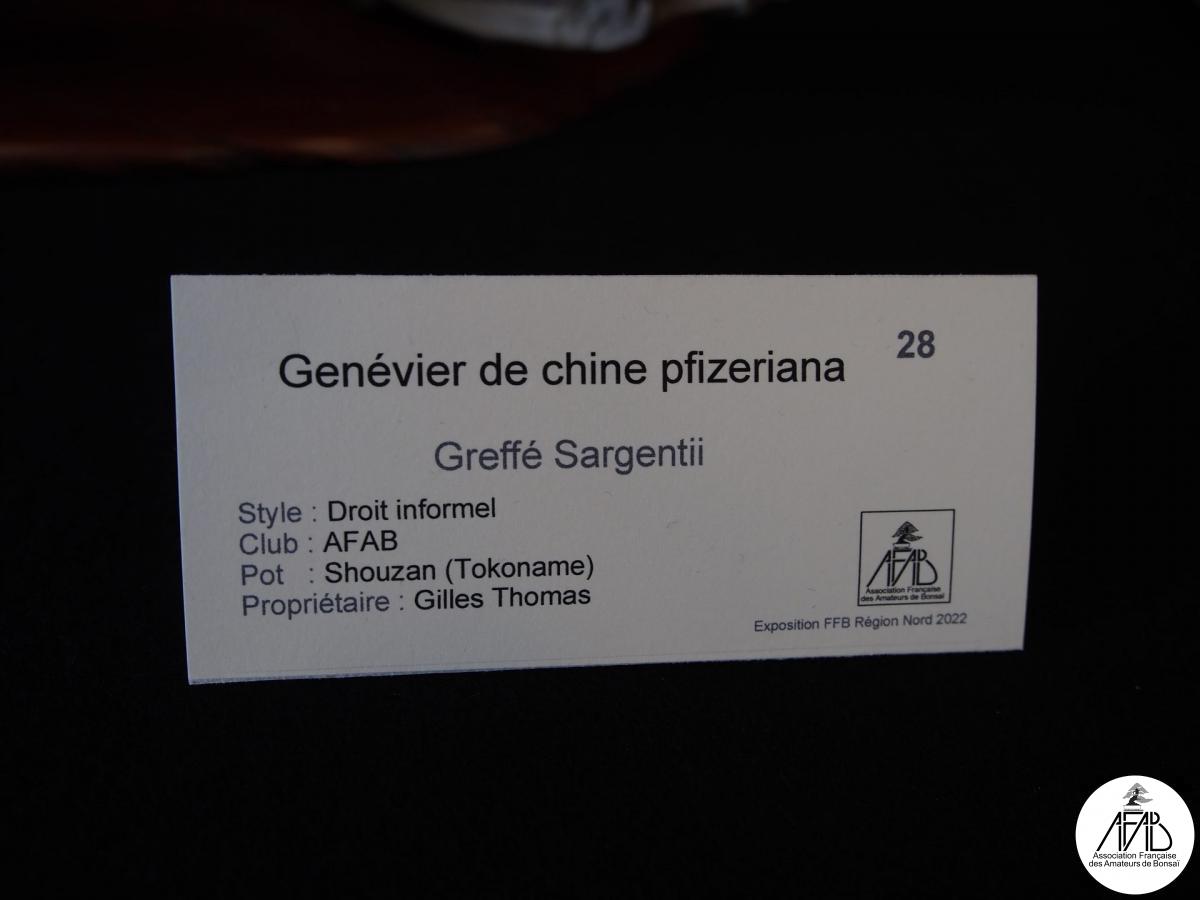 28
Genévier de chine pfizeriana
Greffé Sargentii
Style : Droit informel
Club : AFAB
Pot : Shouzan (Tokoname)
Propriétaire : Gilles Thomas
AFAB
Association Française
des Amateurs de Bonsaï
Exposition FFB Région Nord 2022
AFAB
Association Française
des Amateurs de Bonsaï